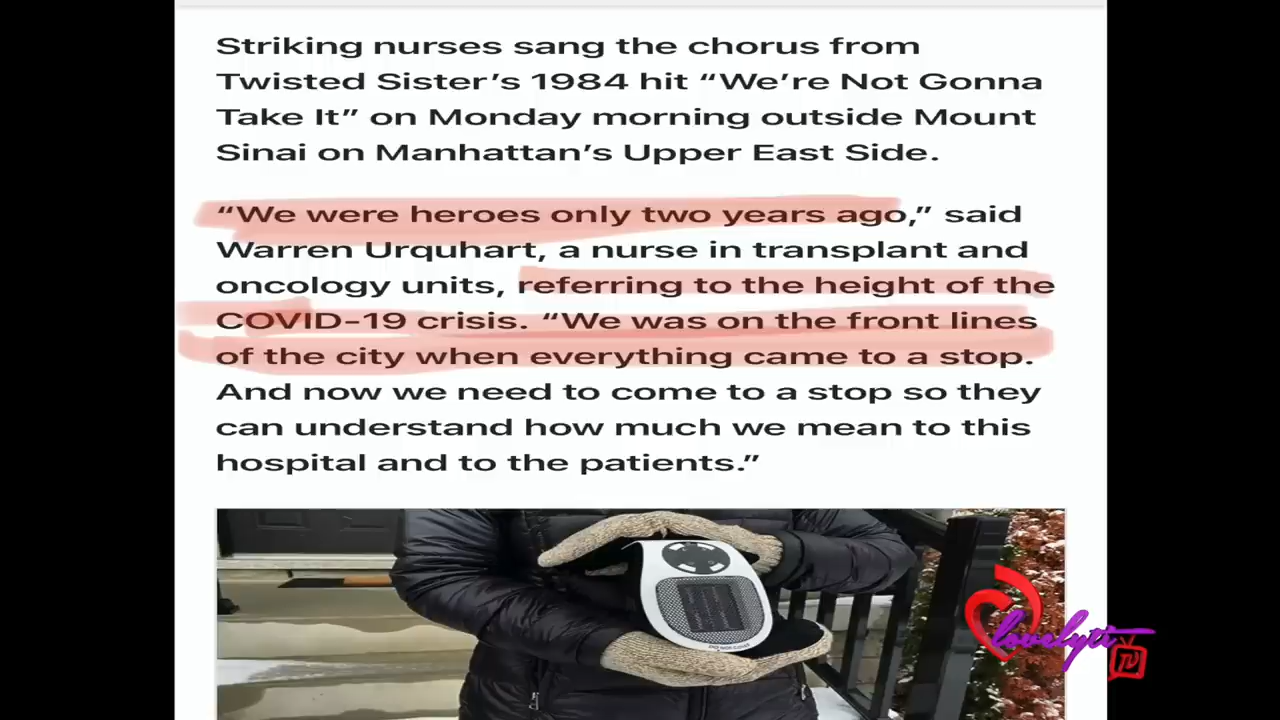 Striking nurses sang the chorus from
Twisted Sister’s 1984 hit “We’re Not Gonna
Take It” on Monday morning outside Mount
Sinai on Manhattan’s Upper East Side.
“We were heroes only two years ago,” said
Warren Urquhart, a nurse in transplant and
oncology units, referring to the height of the
COVID-19 crisis. “We was on the front lines
of the city when everything came to a stop.
And now we need to come to a stop so they
can understand how much we mean to this
hospital and to the patients.”
lovelyti
TV